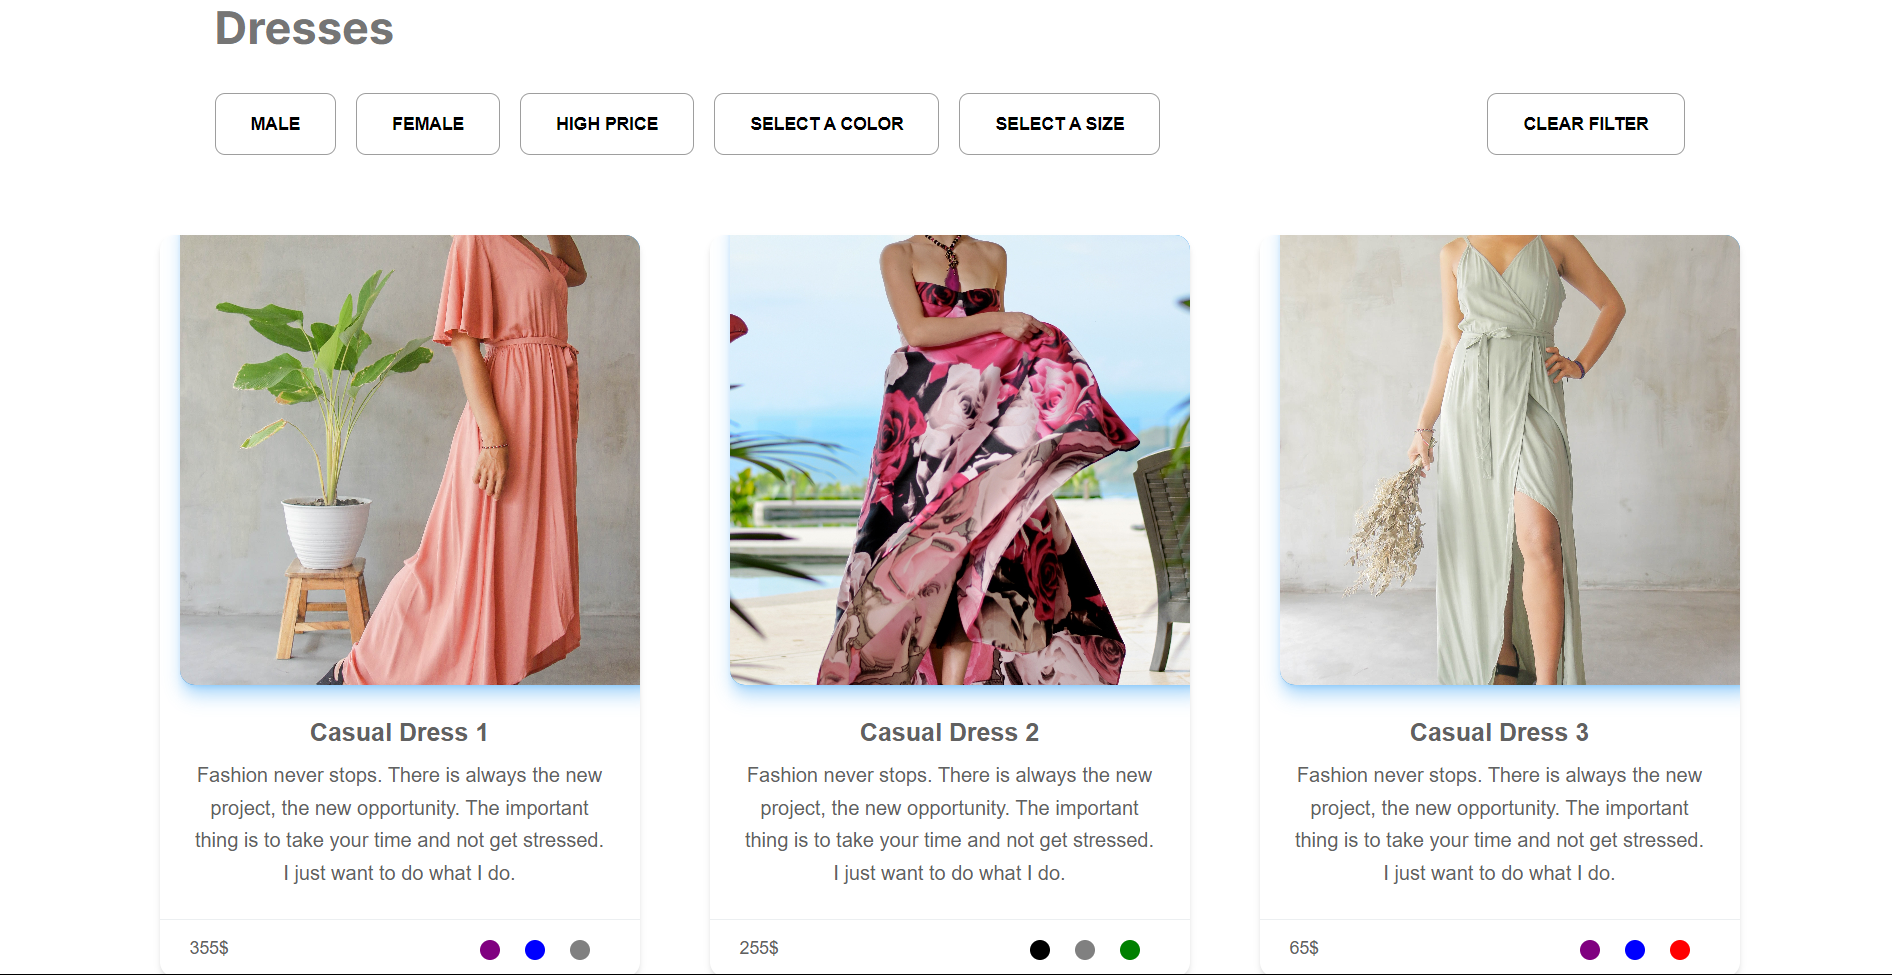 Dresses
MALE FEMALE HIGH PRICE SELECT A COLOR SELECT A SIZE CLEAR FILTER
Casual Dress 1
Fashion never stops. There is always the new
project, the new opportunity. The important
thing is to take your time and not get stressed.
I just want to do what I do.
355$
Casual Dress 2
Fashion never stops. There is always the new
project, the new opportunity. The important
thing is to take your time and not get stressed.
I just want to do what I do.
255$
Casual Dress 3
Fashion never stops. There is always the new
project, the new opportunity. The important
thing is to take your time and not get stressed.
I just want to do what I do.
65$